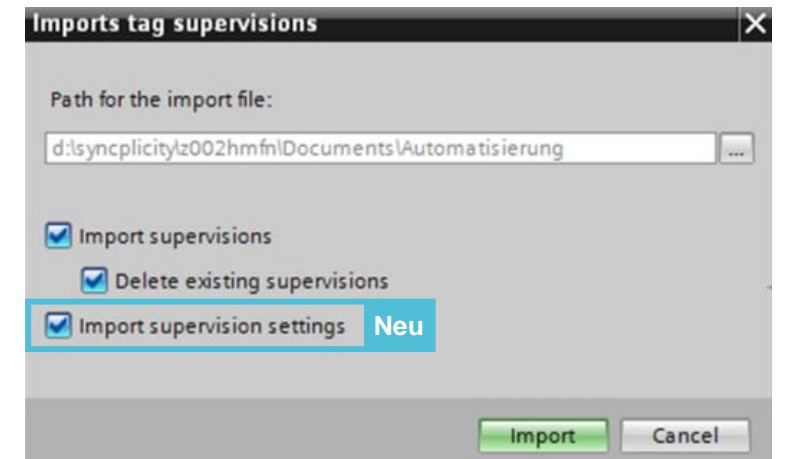 Imports tag supervisions
Path for the import file:
d:\syncplicity\z002hmfn\Documents\Automatisierung
...
Import supervisions
Delete existing supervisions
Import supervision settings Neu
Import Cancel